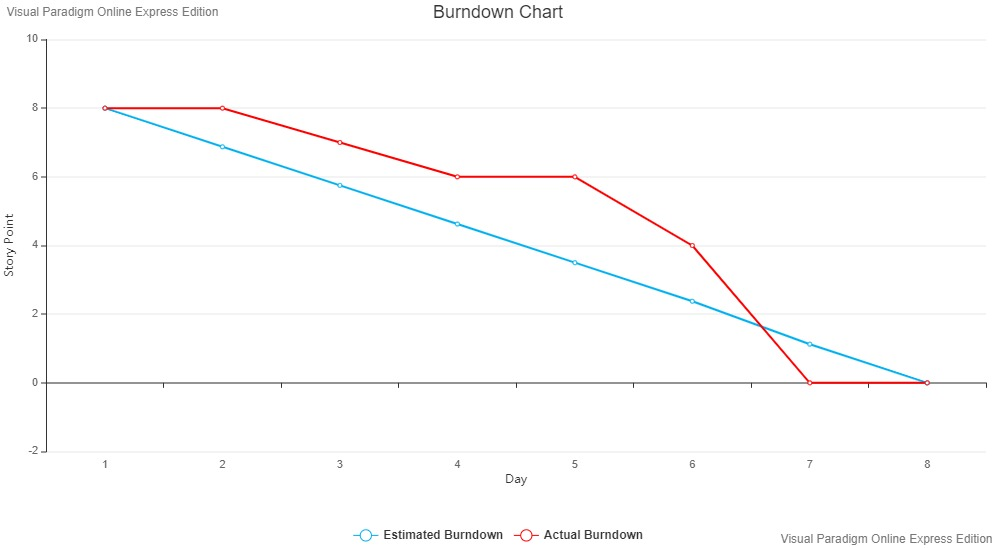 Visual Paradigm Online Express Edition
Burndown Chart
10
8
6
4
2
0
-2
Story Point
1 2 3 4 5 6 7 8
Day
Estimated Burndown Actual Burndown
Visual Paradigm Online Express Edition